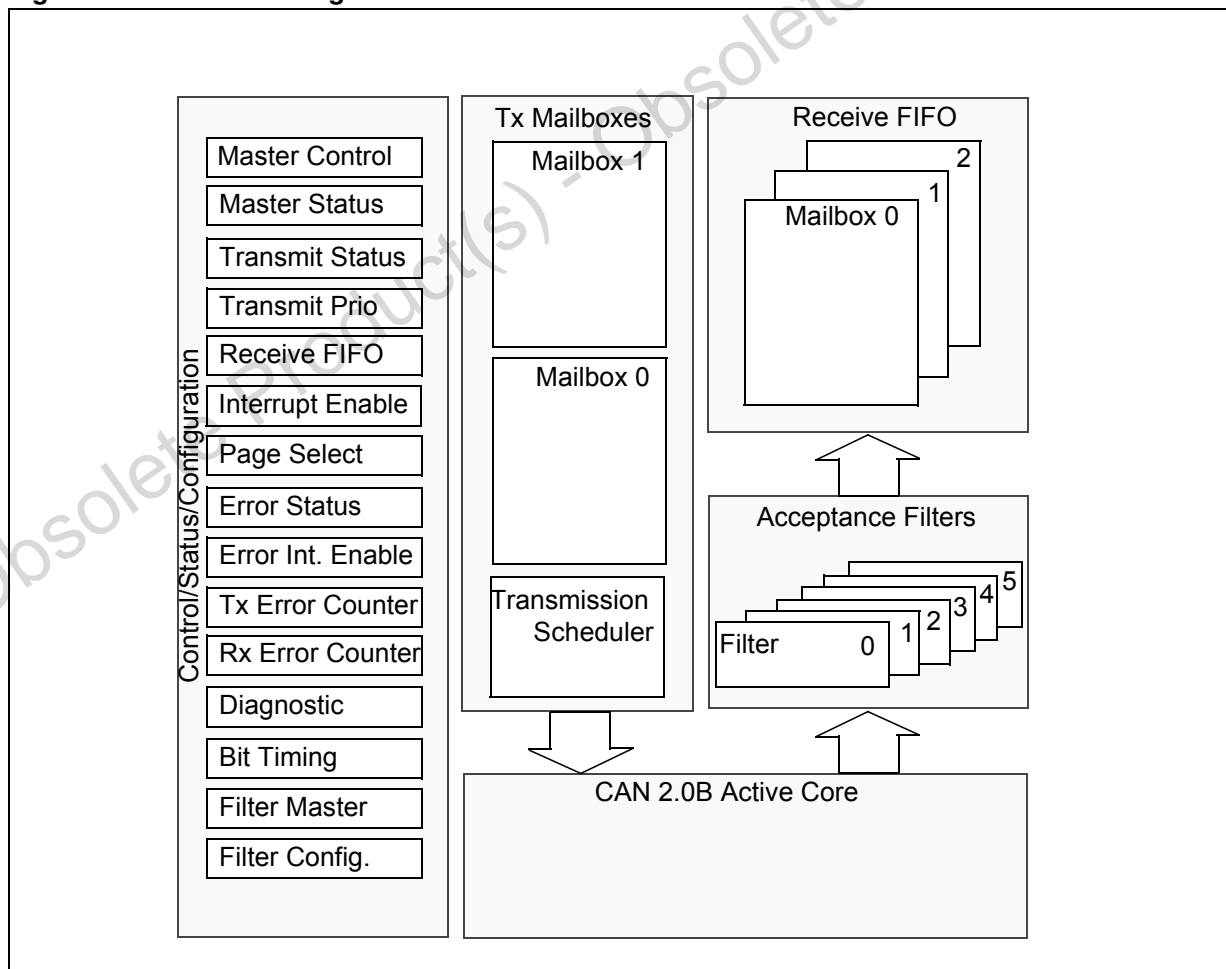 Control/Status/Configuration
Master Control
Master Status
Transmit Status
Transmit Prio
Receive FIFO
Interrupt Enable
Page Select
Error Status
Error Int. Enable
Tx Error Counter
Rx Error Counter
Diagnostic
Bit Timing
Filter Master
Filter Config.
Tx Mailboxes
Mailbox 1
Mailbox 0
Transmission
Scheduler
Receive FIFO
2
1
Mailbox 0
Acceptance Filters
5
4
3
2
1
Filter 0
CAN 2.0B Active Core
Obsolete Product(s) - Obsolete